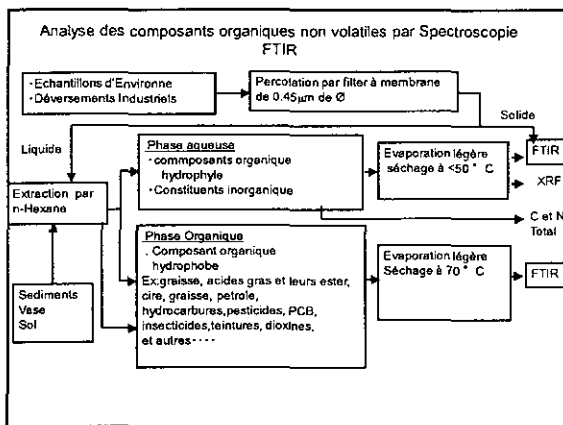 Analyse des composants organiques non volatiles par Spectroscopie
FTIR
·Echantillons d'Environne
·Déversements Industriels
Percolation par filter à membrane
de 0.45μm de Ø
Solide
Liquide
Phase aqueuse
·commposants organique
hydrophyle
·Constituents inorganique
Evaporation légère
séchage à <50°C
FTIR
XRF
Extraction par
n-Hexane
C et N
Total
Phase Organique
. Composant organique
hydrophobe
Ex:graisse, acides gras et leurs ester,
cire, graisse, petrole,
hydrocarbures,pesticides, PCB,
insecticides,teintures, dioxines,
et autres····
Evaporation légère
Séchage à 70°C
FTIR
Sediments
Vase
Sol